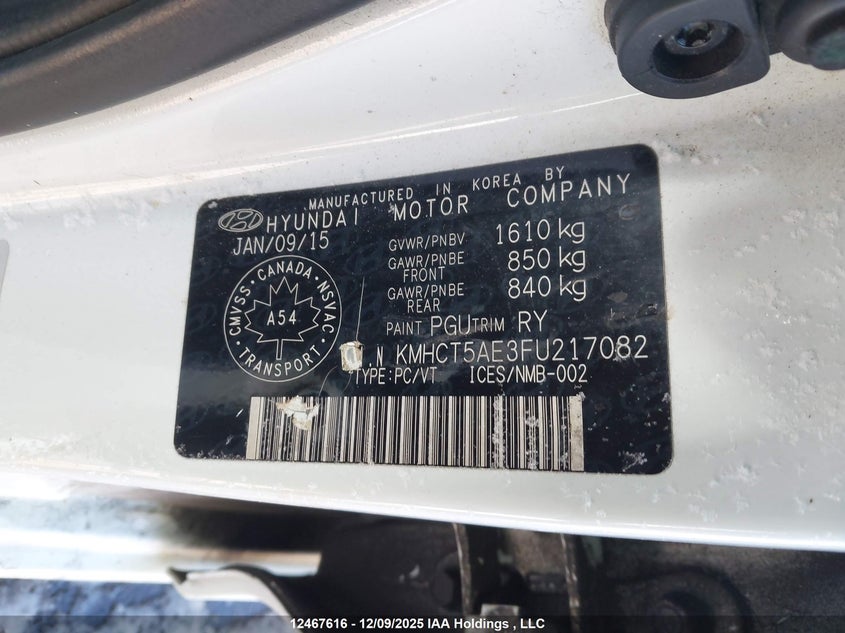 MANUFACTURED IN KOREA BY
HYUNDAI MOTOR COMPANY
JAN/09/15
GVWR/PNBV 1610 kg
GAWR/PNBE FRONT 850 kg
GAWR/PNBE REAR 840 kg
CMVSS · CANADA · NSVAC
A54
PAINT PGU TRIM RY
N KMHCT5AE3FU217082
TYPE:PC/VT ICES/NMB-002
12467616 - 12/09/2025 IAA Holdings , LLC